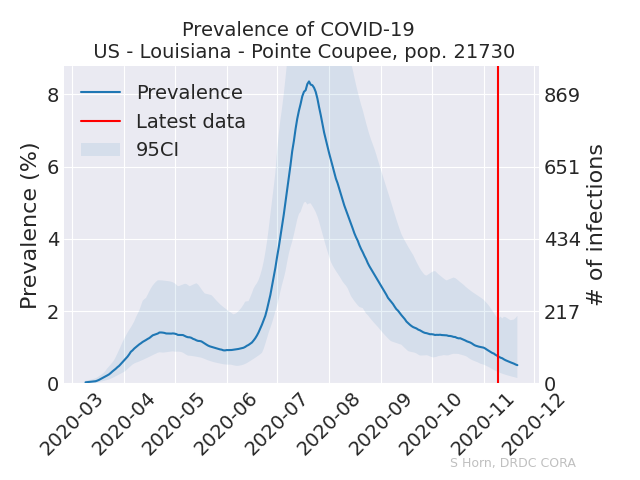 Prevalence of COVID-19
US - Louisiana - Pointe Coupee, pop. 21730
Prevalence
Latest data
95CI
Prevalence (%)
8
6
4
2
0
869
651
434
217
0
# of infections
2020-03
2020-04
2020-05
2020-06
2020-07
2020-08
2020-09
2020-10
2020-11
2020-12
S Horn, DRDC CORA